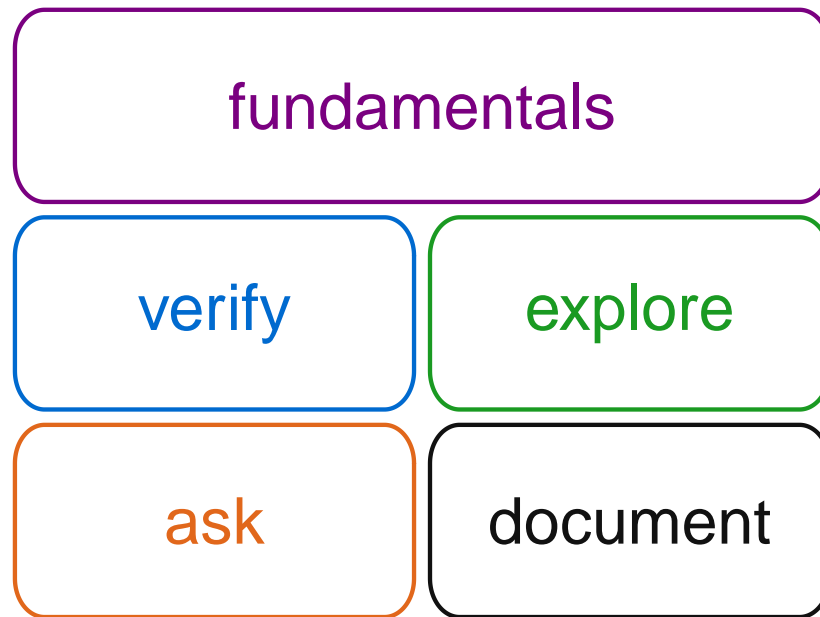 fundamentals
verify
explore
ask
document